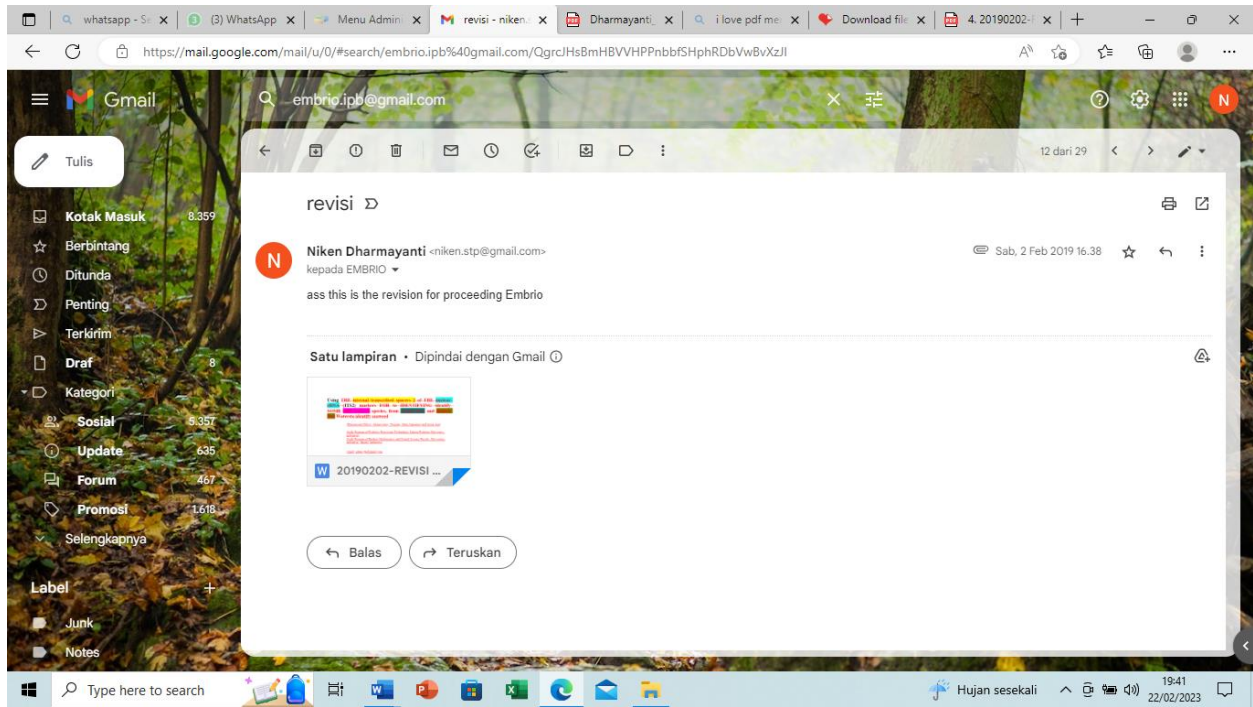 whatsapp - Se
(3) WhatsApp
Menu Admini
revisi - niken.s
Dharmayanti_
i love pdf mer
Download file
4. 20190202-
https://mail.google.com/mail/u/0/#search/embrio.ipb%40gmail.com/QgrcJHsBmHBVVHPPnbbfSHphRDbVwBvXzJl
Gmail
embrio.ipb@gmail.com
N
Tulis
12 dari 29
revisi
Kotak Masuk 8.359
Berbintang
Ditunda
Penting
Terkirim
Draf 8
Kategori
Sosial 5.357
Update 635
Forum 467
Promosi 1.618
Selengkapnya
Label
Junk
Notes
N
Niken Dharmayanti <niken.stp@gmail.com>
Sab, 2 Feb 2019 16.38
kepada EMBRIO
ass this is the revision for proceeding Embrio
Satu lampiran • Dipindai dengan Gmail
W 20190202-REVISI ...
Balas
Teruskan
Type here to search
Hujan sesekali
19:41
22/02/2023